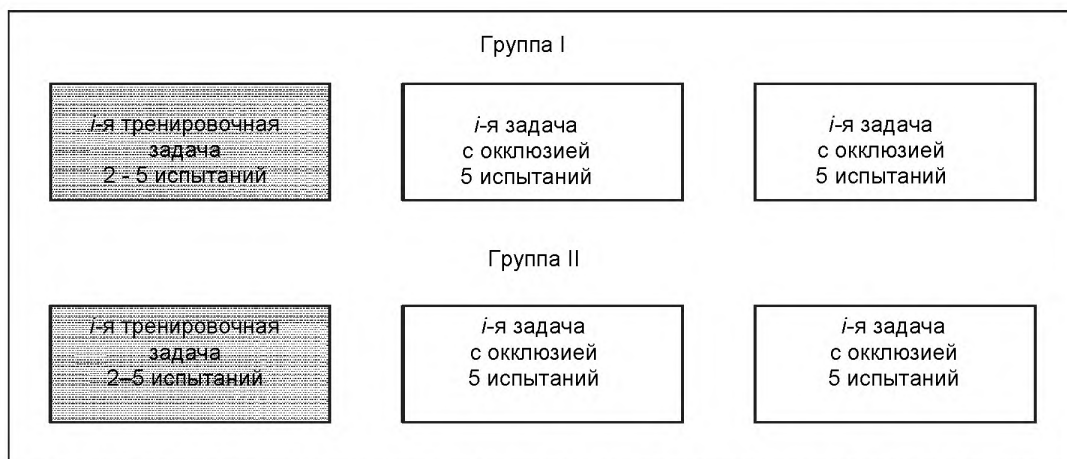 Группа I
i-я тренировочная
задача
2 - 5 испытаний
i-я задача
с окклюзией
5 испытаний
i-я задача
с окклюзией
5 испытаний
Группа II
i-я тренировочная
задача
2–5 испытаний
i-я задача
с окклюзией
5 испытаний
i-я задача
с окклюзией
5 испытаний